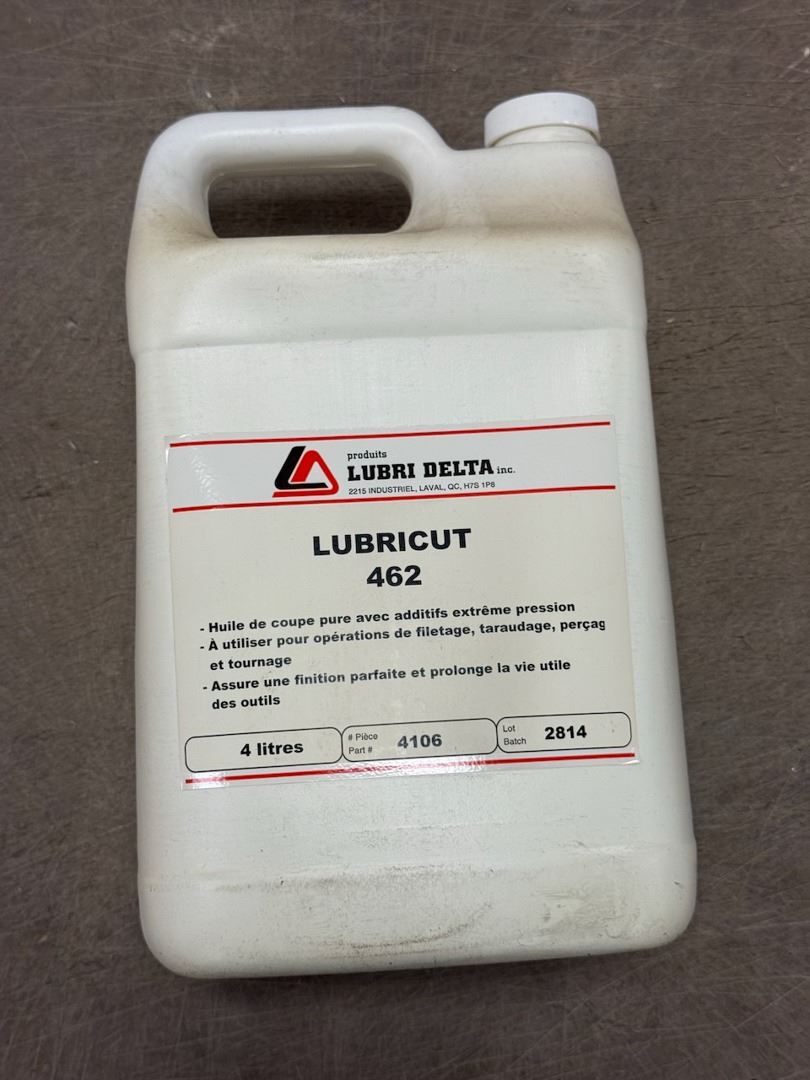 produits
LUBRI DELTA inc.
2215 INDUSTRIEL, LAVAL, QC, H7S 1P8
LUBRICUT
462
- Huile de coupe pure avec additifs extrême pression
- À utiliser pour opérations de filetage, taraudage, perçag
et tournage
- Assure une finition parfaite et prolonge la vie utile
des outils
4 litres
# Pièce
Part #
4106
Lot
Batch
2814